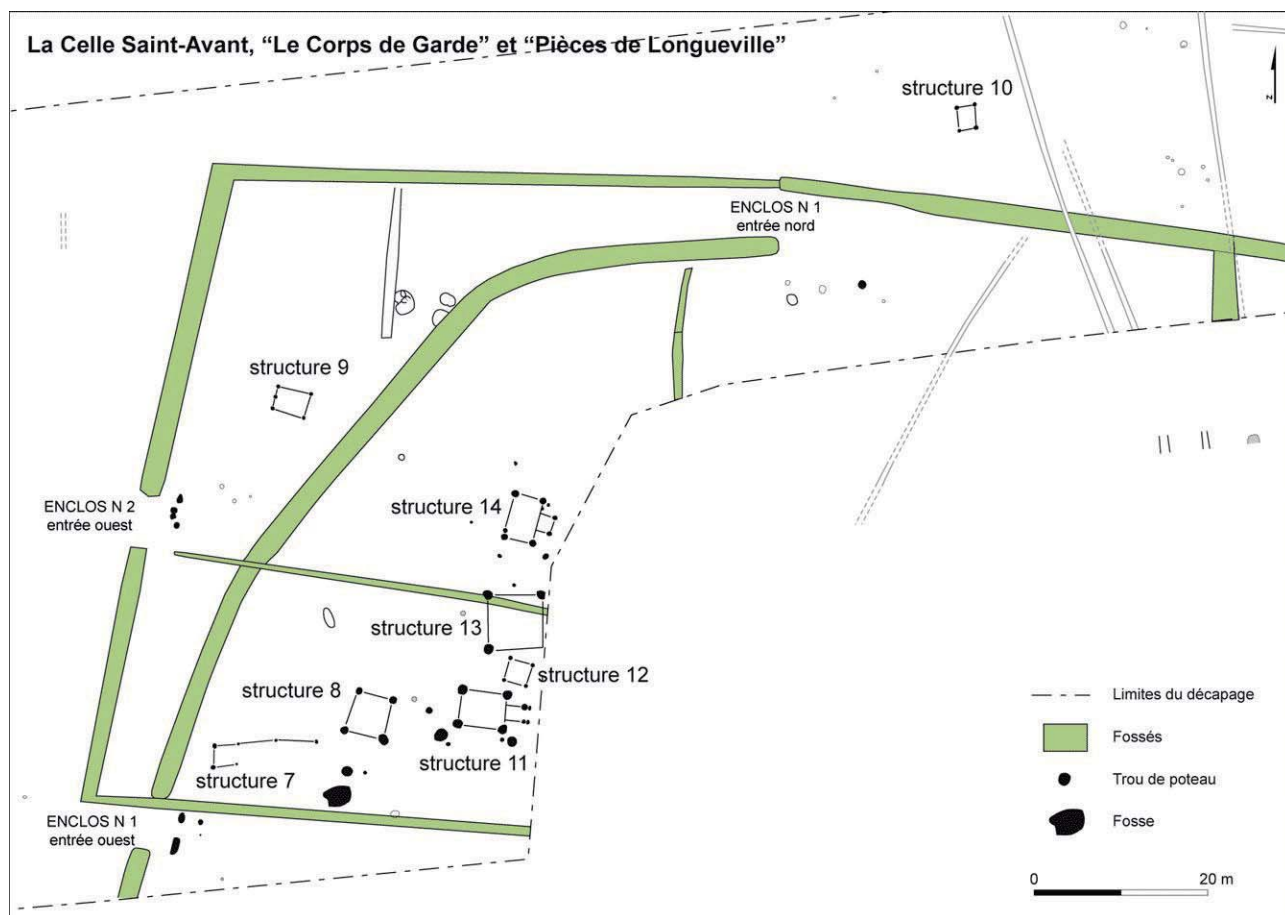 La Celle Saint-Avant, “Le Corps de Garde” et “Pièces de Longueville”
structure 10
N
ENCLOS N 1
entrée nord
structure 9
ENCLOS N 2
entrée ouest
structure 14
structure 13
structure 12
structure 8
structure 11
structure 7
ENCLOS N 1
entrée ouest
Limites du décapage
Fossés
Trou de poteau
Fosse
0 20 m